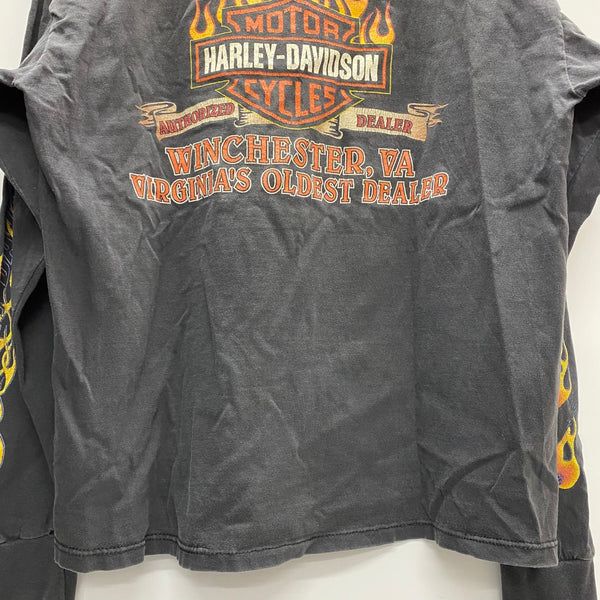 MOTOR
HARLEY-DAVIDSON
CYCLES
AUTHORIZED DEALER
WINCHESTER, VA
VIRGINIA'S OLDEST DEALER